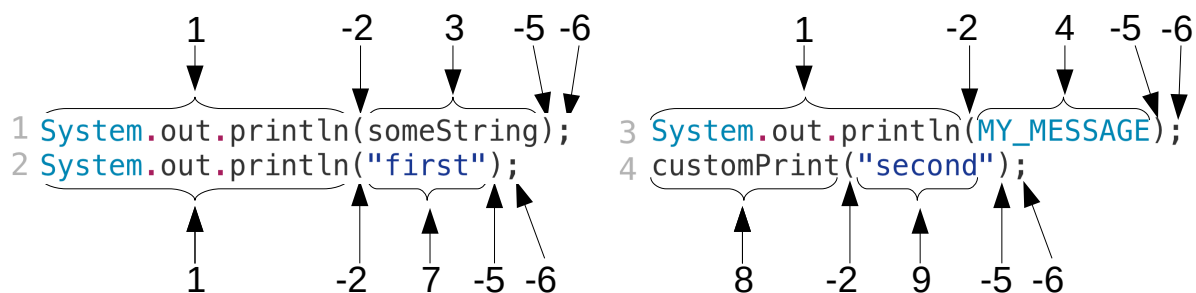 1 -2 3 -5 -6
1 System.out.println(someString);
2 System.out.println("first");
1 -2 7 -5 -6
1 -2 4 -5 -6
3 System.out.println(MY_MESSAGE);
4 customPrint("second");
8 -2 9 -5 -6